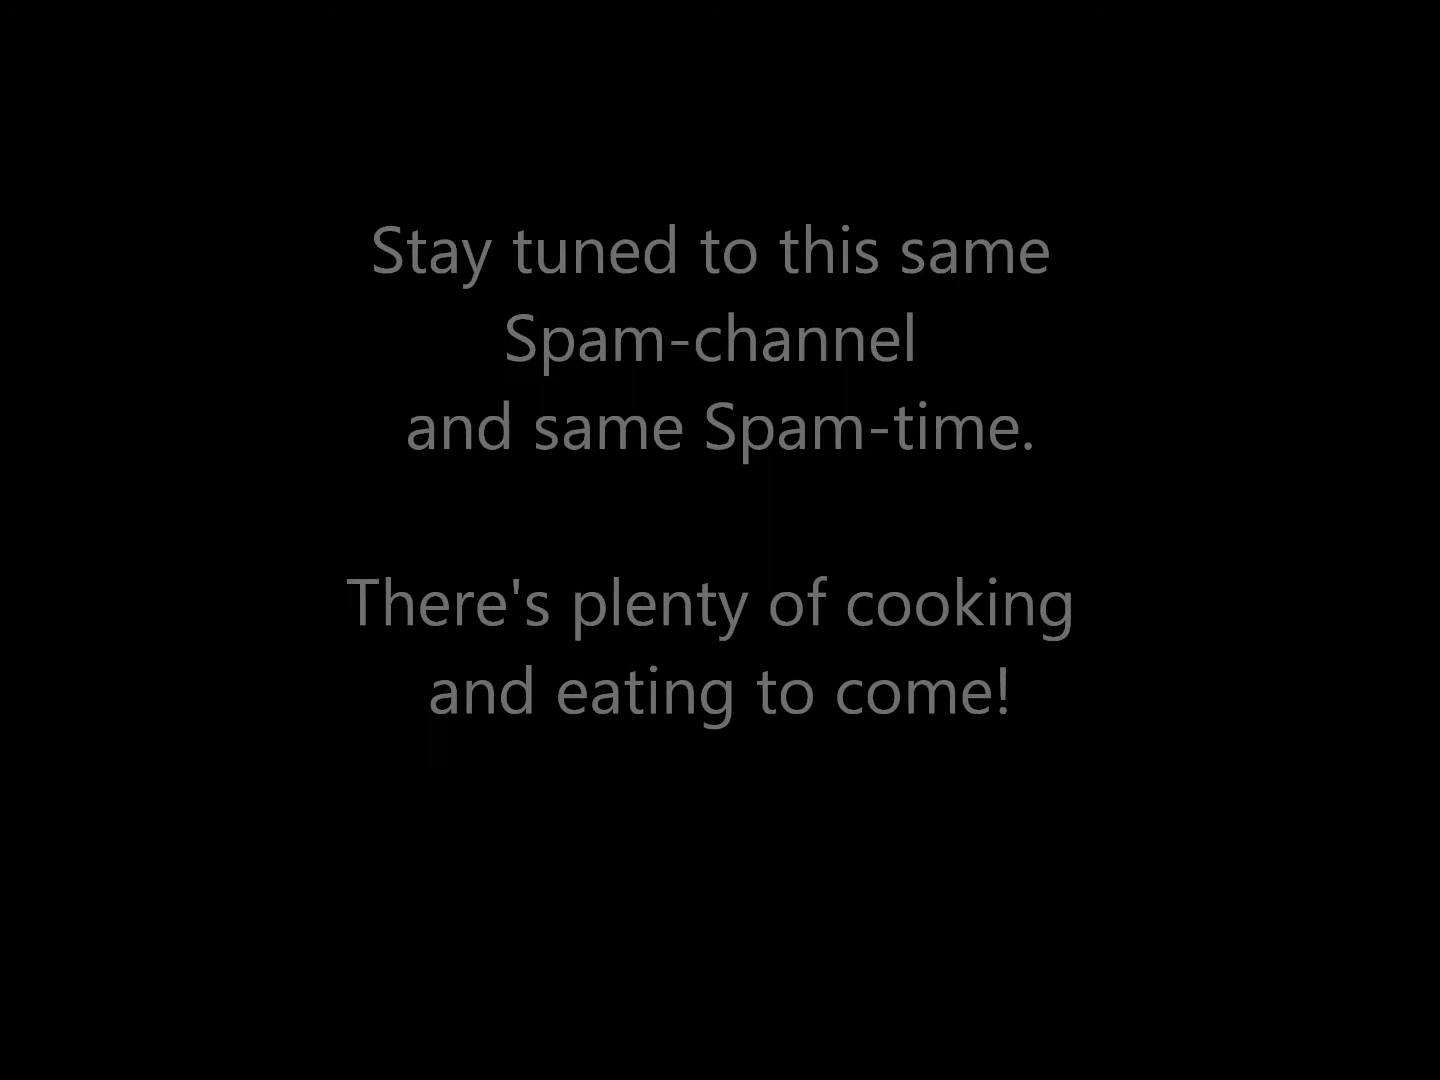 Stay tuned to this same
Spam-channel
and same Spam-time.
There's plenty of cooking
and eating to come!